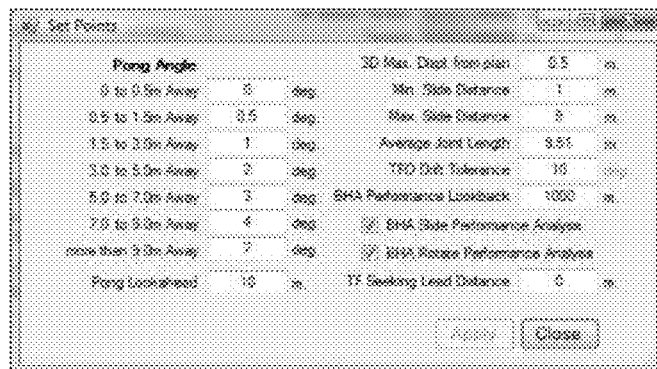 Set Points
Pong Angle
0 to 0.5m Away 0 deg.
0.5 to 1.5m Away 0.5 deg.
1.5 to 3.0m Away 1 deg.
3.0 to 5.0m Away 2 deg.
5.0 to 7.0m Away 3 deg.
7.0 to 9.0m Away 4 deg.
more than 9.0m Away deg.
Pong Lookahead 10 m.
3D Max. Displ from plan 0.5 m.
Min. Slide Distance 1 m.
Max. Slide Distance 9 m.
Average Joint Length m.
TFO Drift Tolerance 10 deg.
BHA Performance Lookback 1000 m.
BHA Slide Performance Analysis
BHA Rotate Performance Analysis
TF Seeking Lead Distance 0 m.
Apply
Close